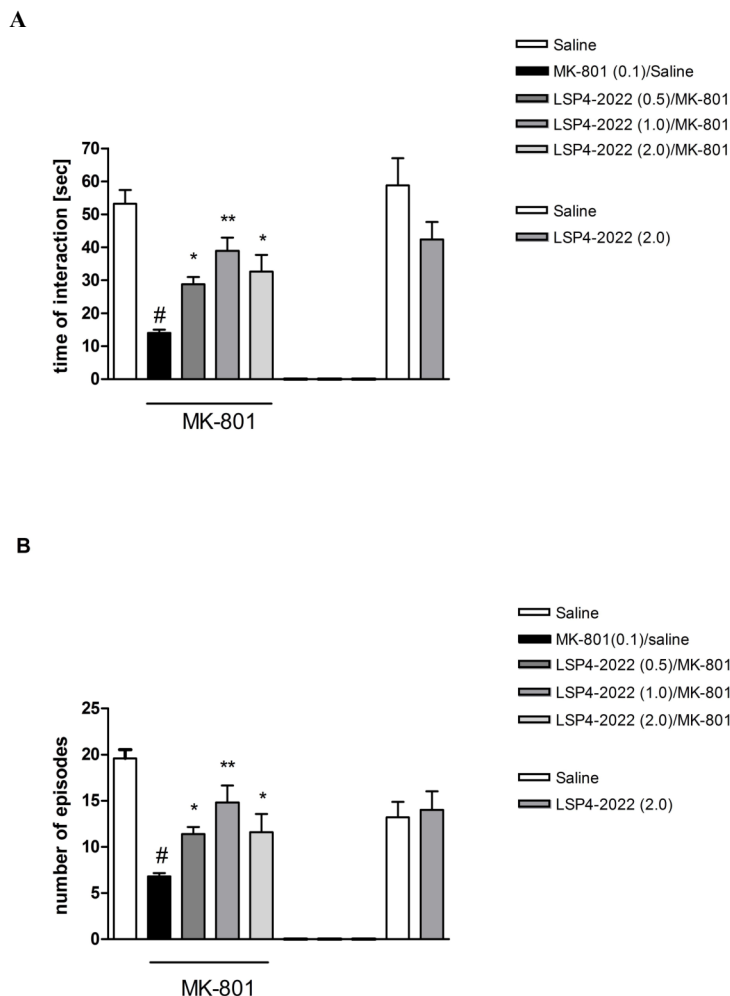 A
Saline
MK-801 (0.1)/Saline
LSP4-2022 (0.5)/MK-801
LSP4-2022 (1.0)/MK-801
LSP4-2022 (2.0)/MK-801
Saline
LSP4-2022 (2.0)
time of interaction [sec]
70
60
50
40
30
20
10
0
#
*
**
*
MK-801
B
Saline
MK-801(0.1)/saline
LSP4-2022 (0.5)/MK-801
LSP4-2022 (1.0)/MK-801
LSP4-2022 (2.0)/MK-801
Saline
LSP4-2022 (2.0)
number of episodes
25
20
15
10
5
0
#
*
**
*
MK-801